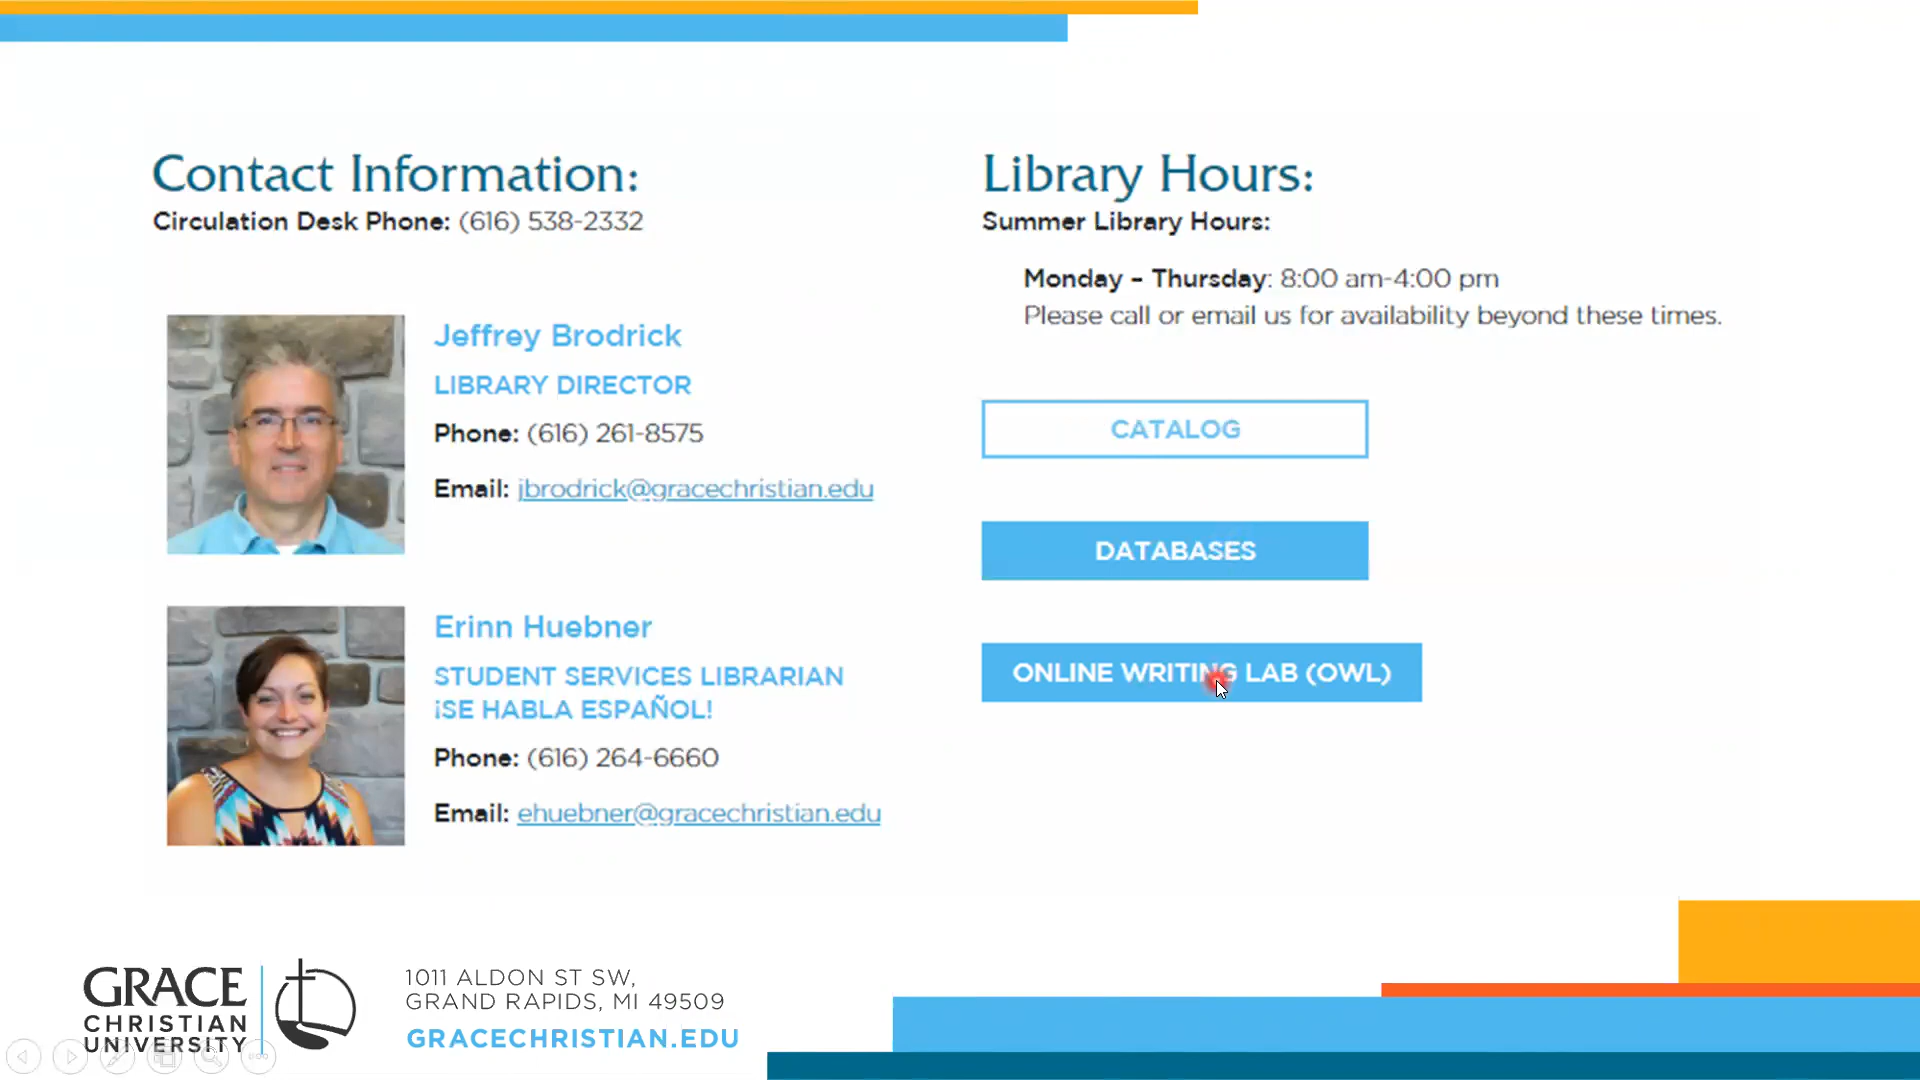 Contact Information:
Circulation Desk Phone: (616) 538-2332
Jeffrey Brodrick
LIBRARY DIRECTOR
Phone: (616) 261-8575
Email: jbrodrick@gracechristian.edu
Erinn Huebner
STUDENT SERVICES LIBRARIAN
¡SE HABLA ESPAÑOL!
Phone: (616) 264-6660
Email: ehuebner@gracechristian.edu
Library Hours:
Summer Library Hours:
Monday – Thursday: 8:00 am-4:00 pm
Please call or email us for availability beyond these times.
CATALOG
DATABASES
ONLINE WRITING LAB (OWL)
GRACE
CHRISTIAN
UNIVERSITY
1011 ALDON ST SW,
GRAND RAPIDS, MI 49509
GRACECHRISTIAN.EDU